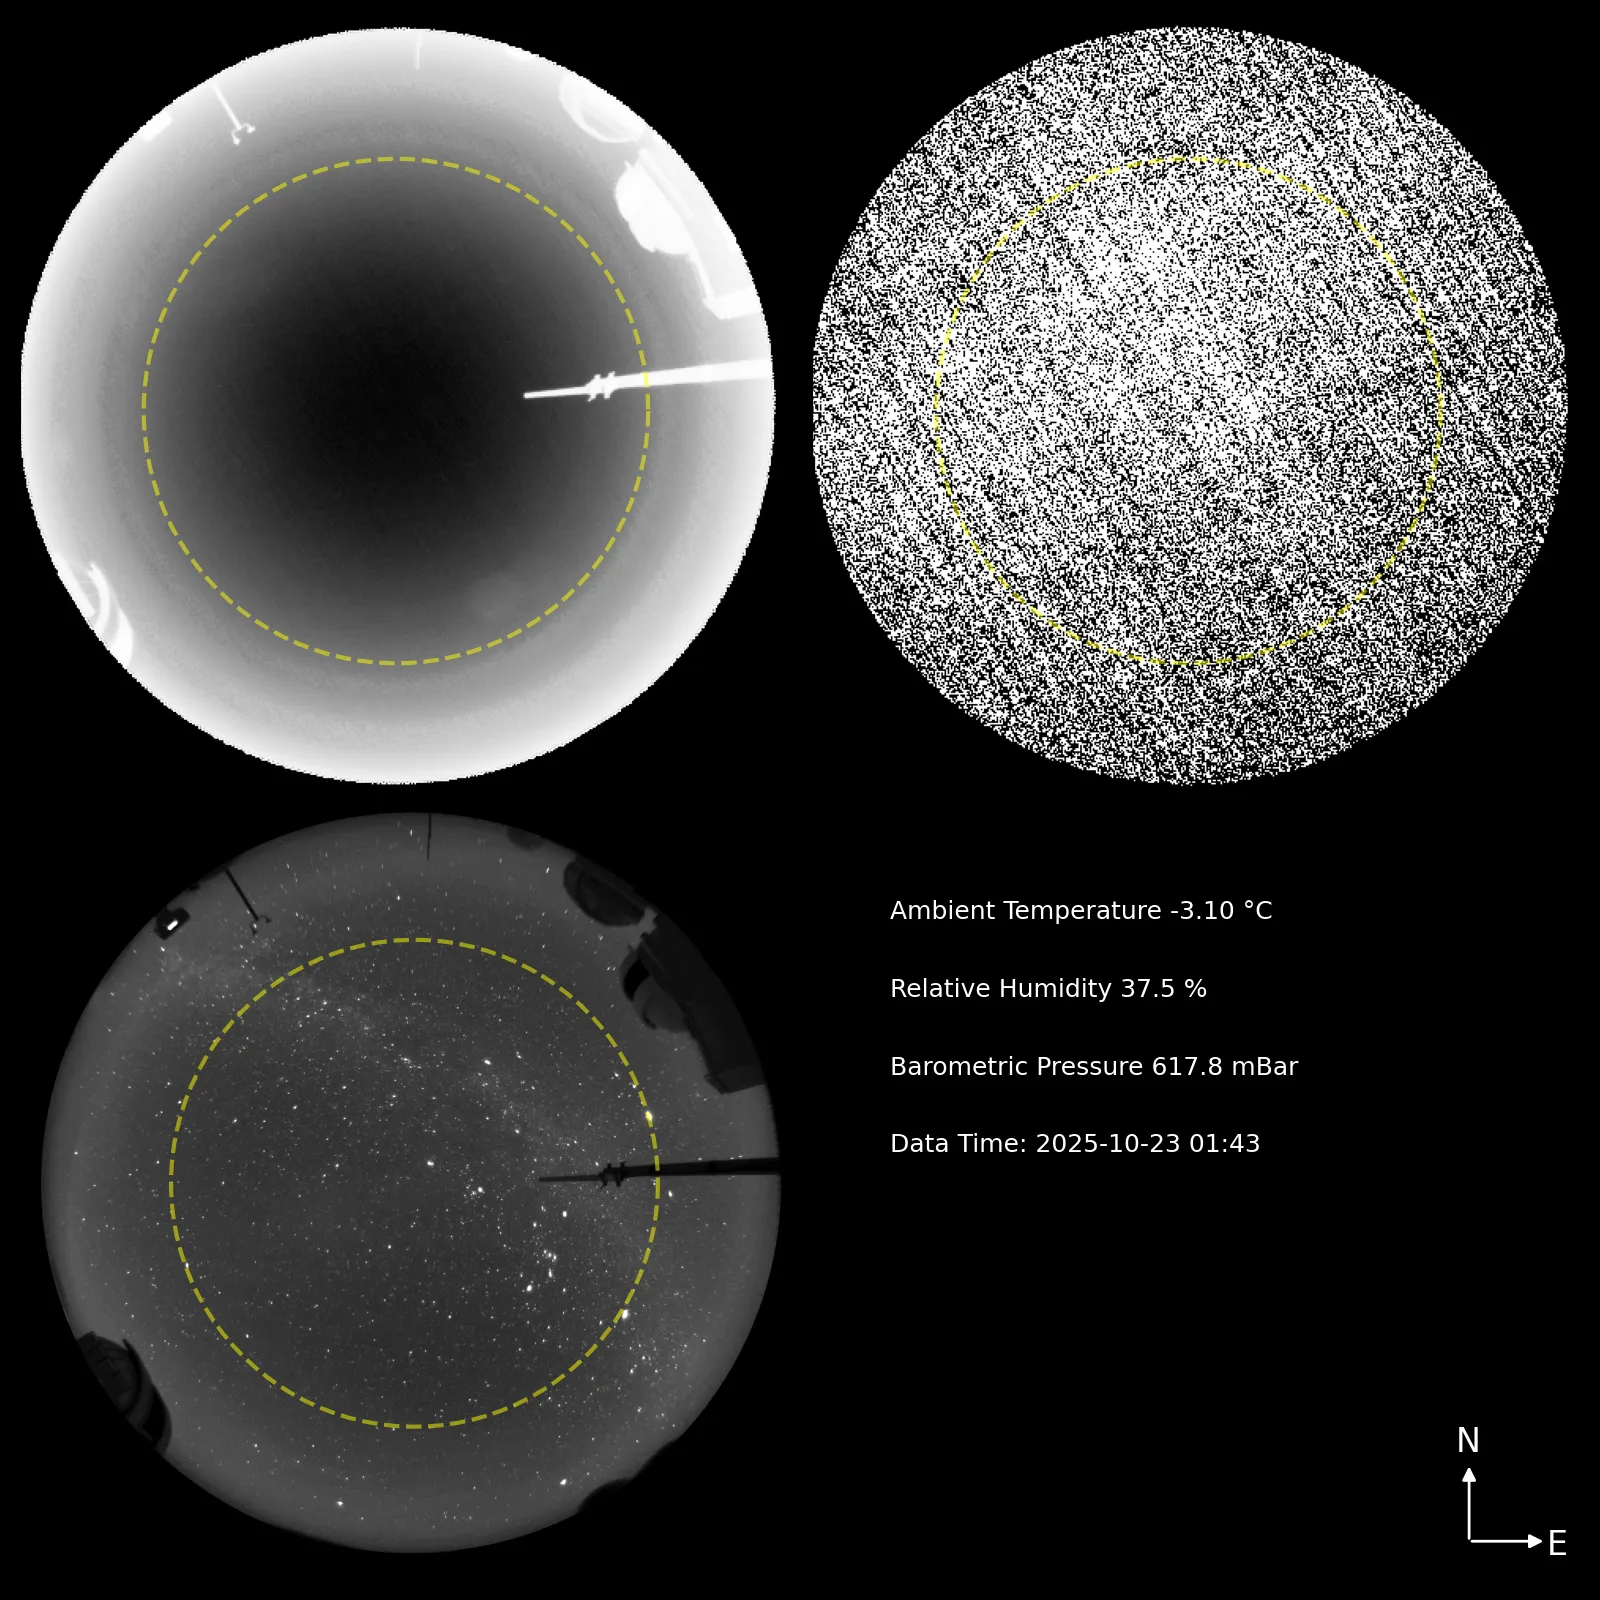 Ambient Temperature -3.10 °C
Relative Humidity 37.5 %
Barometric Pressure 617.8 mBar
Data Time: 2025-10-23 01:43
N
E